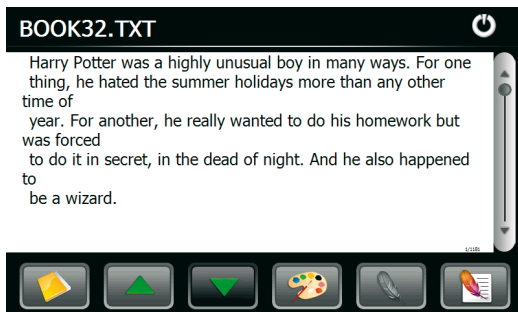 BOOK32.TXT
Harry Potter was a highly unusual boy in many ways. For one
thing, he hated the summer holidays more than any other
time of
year. For another, he really wanted to do his homework but
was forced
to do it in secret, in the dead of night. And he also happened
to
be a wizard.
1/1181